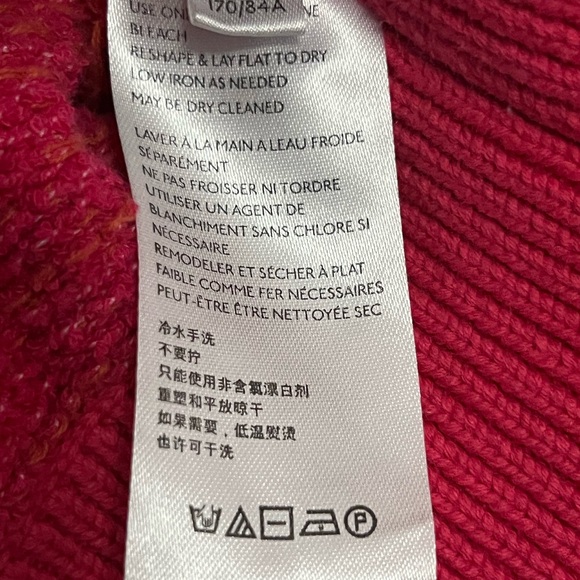 170/84A
USE ON NE
BLEACH
RESHAPE & LAY FLAT TO DRY
LOW IRON AS NEEDED
MAY BE DRY CLEANED
LAVER À LA MAIN A LEAU FROIDE
SÉPARÉMENT
NE PAS FROISSER NI TORDRE
UTILISER UN AGENT DE
BLANCHIMENT SANS CHLORE SI
NÉCESSAIRE
REMODELER ET SÉCHER À PLAT
FAIBLE COMME FER NÉCESSAIRES
PEUT-ÊTRE ÊTRE NETTOYÉE SEC
冷水手洗
不要拧
只能使用非含氯漂白剂
重塑和平放晾干
如果需要，低温熨烫
也许可干洗
P